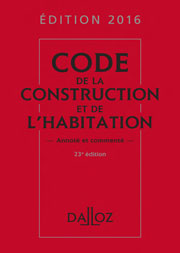 ÉDITION 2016
CODE
DE LA
CONSTRUCTION
ET DE
L'HABITATION
Annoté et commenté
23e édition
DALLOZ